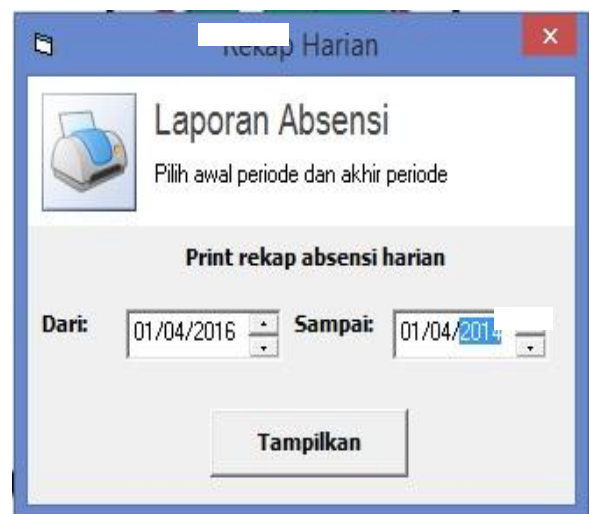 Rekap Harian
Laporan Absensi
Pilih awal periode dan akhir periode
Print rekap absensi harian
Dari: 01/04/2016 Sampai: 01/04/2014
Tampilkan